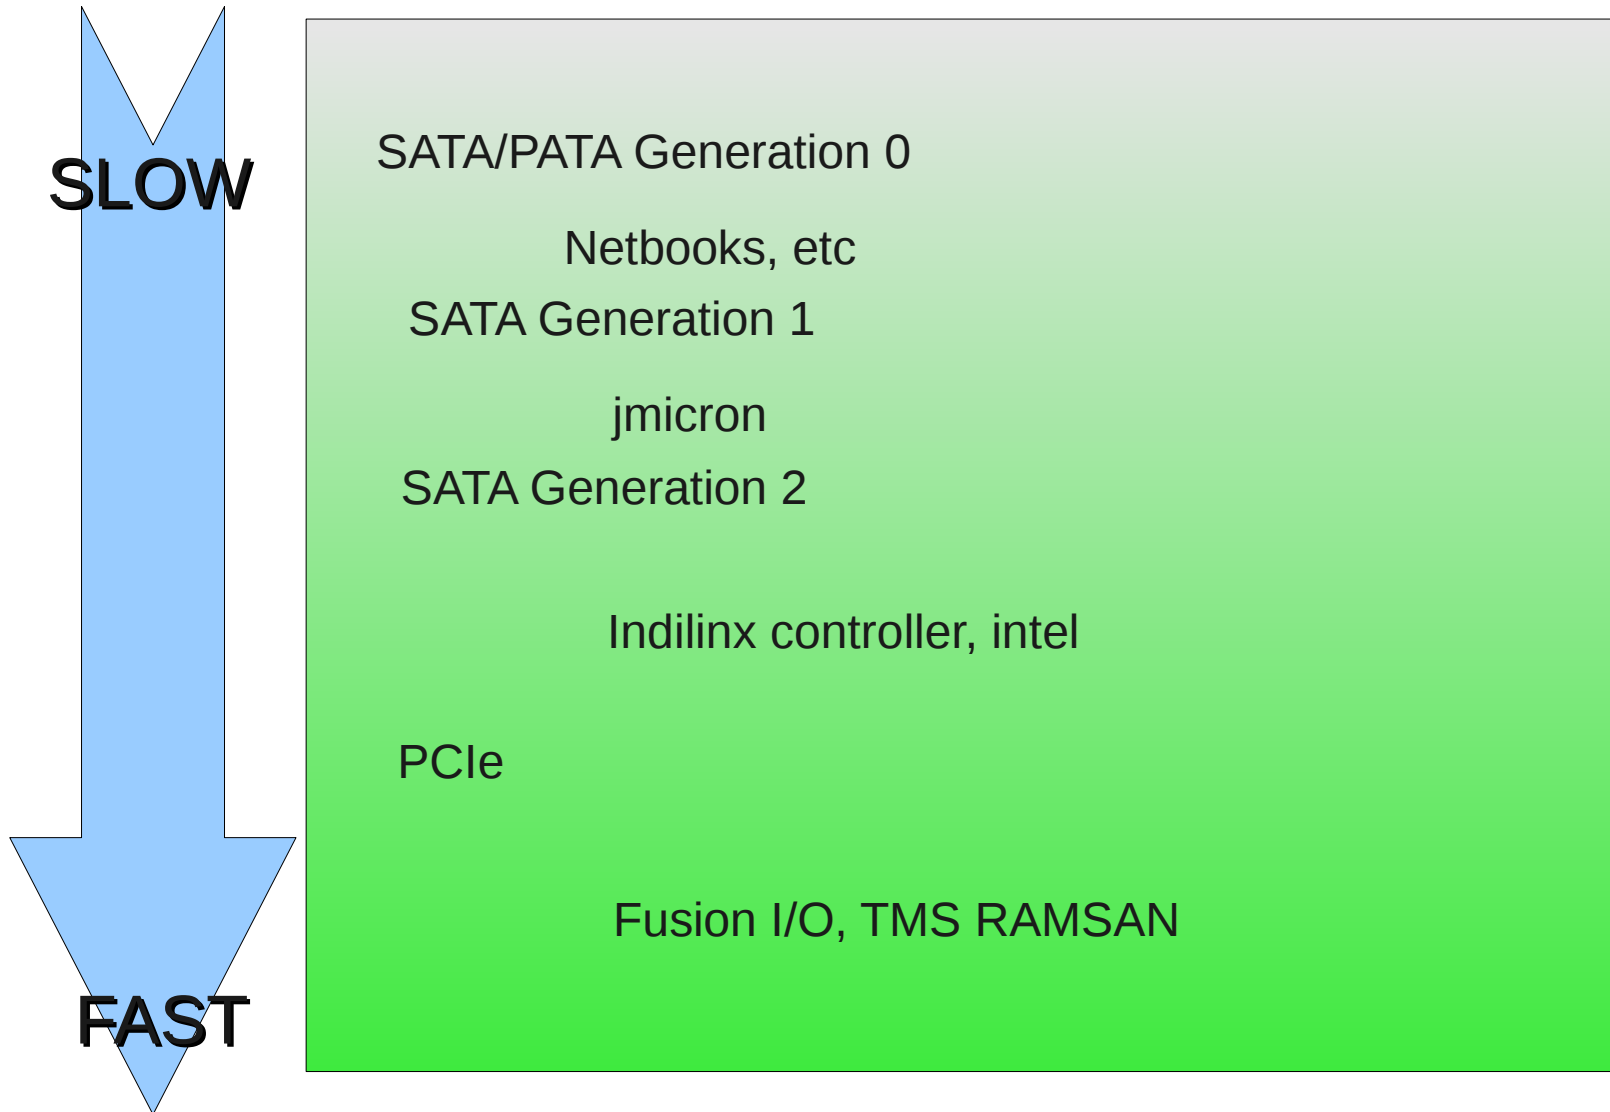 SLOW
SATA/PATA Generation 0
Netbooks, etc
SATA Generation 1
jmicron
SATA Generation 2
Indilinx controller, intel
PCIe
Fusion I/O, TMS RAMSAN
FAST